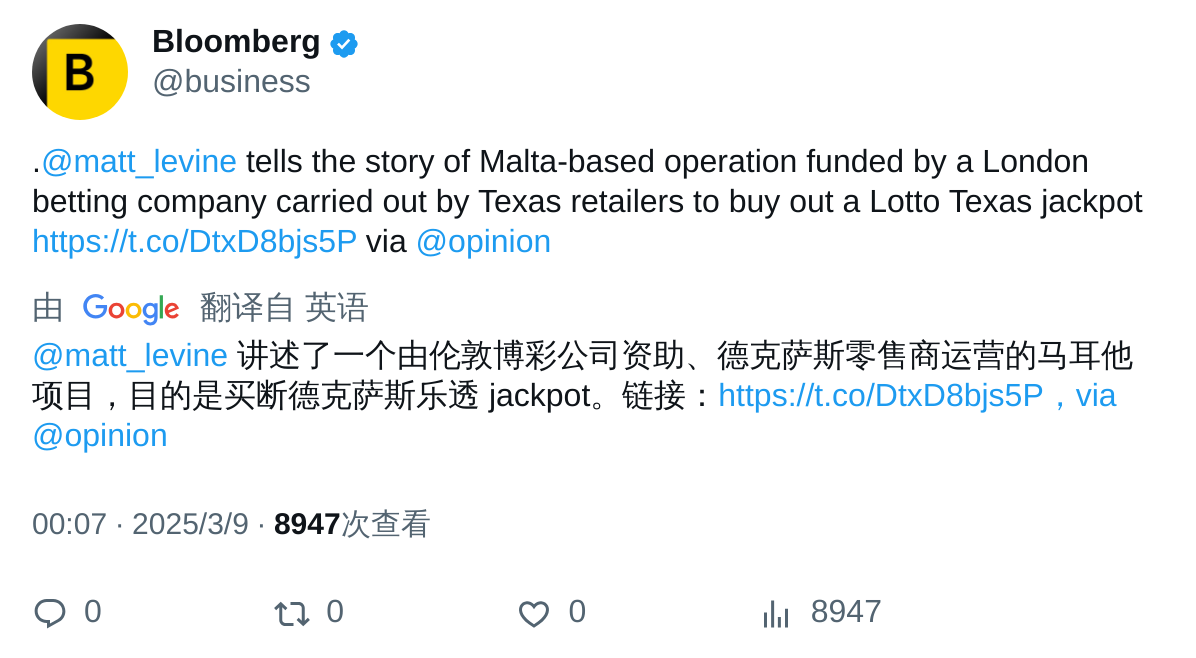 B
Bloomberg
@business
.@matt_levine tells the story of Malta-based operation funded by a London
betting company carried out by Texas retailers to buy out a Lotto Texas jackpot
https://t.co/DtxD8bjs5P via @opinion
由 Google 翻译自 英语
@matt_levine 讲述了一个由伦敦博彩公司资助、德克萨斯零售商运营的马耳他
项目，目的是买断德克萨斯乐透 jackpot。链接：https://t.co/DtxD8bjs5P，via
@opinion
00:07 · 2025/3/9 · 8947次查看
0 0 0 8947